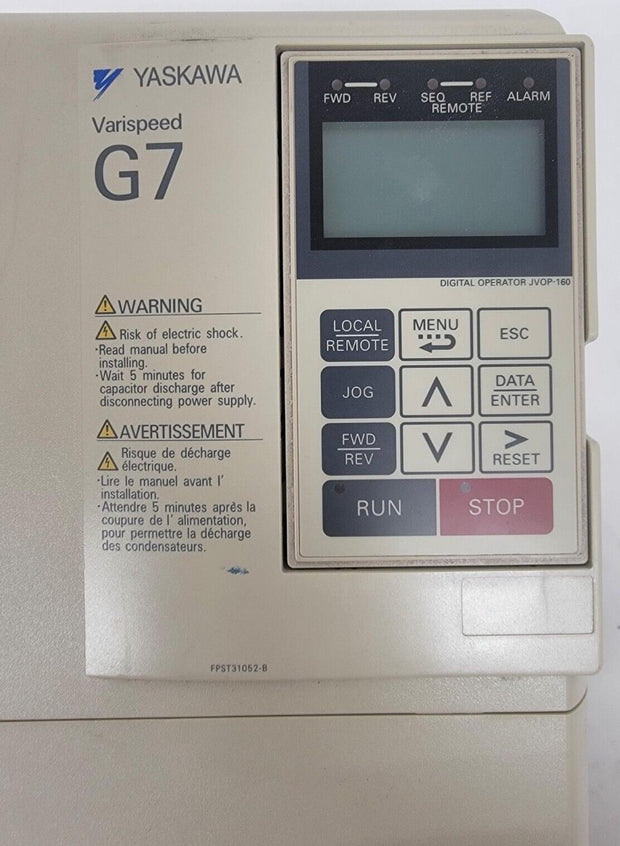 YASKAWA
Varispeed
G7
WARNING
Risk of electric shock.
·Read manual before
installing.
·Wait 5 minutes for
capacitor discharge after
disconnecting power supply.
AVERTISSEMENT
Risque de décharge
électrique.
·Lire le manuel avant l'
installation.
·Attendre 5 minutes après la
coupure de l' alimentation,
pour permettre la décharge
des condensateurs.
FPST31052-B
FWD REV SEQ REF ALARM
REMOTE
DIGITAL OPERATOR JVOP-160
LOCAL
REMOTE
MENU
ESC
JOG
DATA
ENTER
FWD
REV
RESET
RUN
STOP